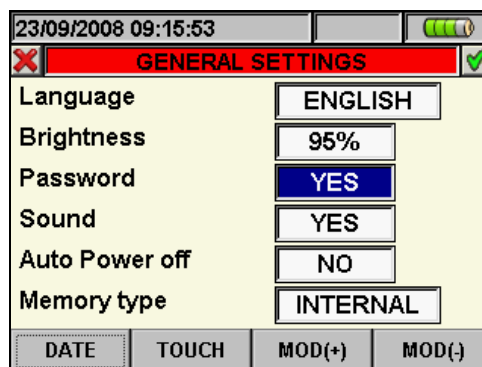 23/09/2008 09:15:53
GENERAL SETTINGS
Language ENGLISH
Brightness 95%
Password YES
Sound YES
Auto Power off NO
Memory type INTERNAL
DATE TOUCH MOD(+) MOD(-)